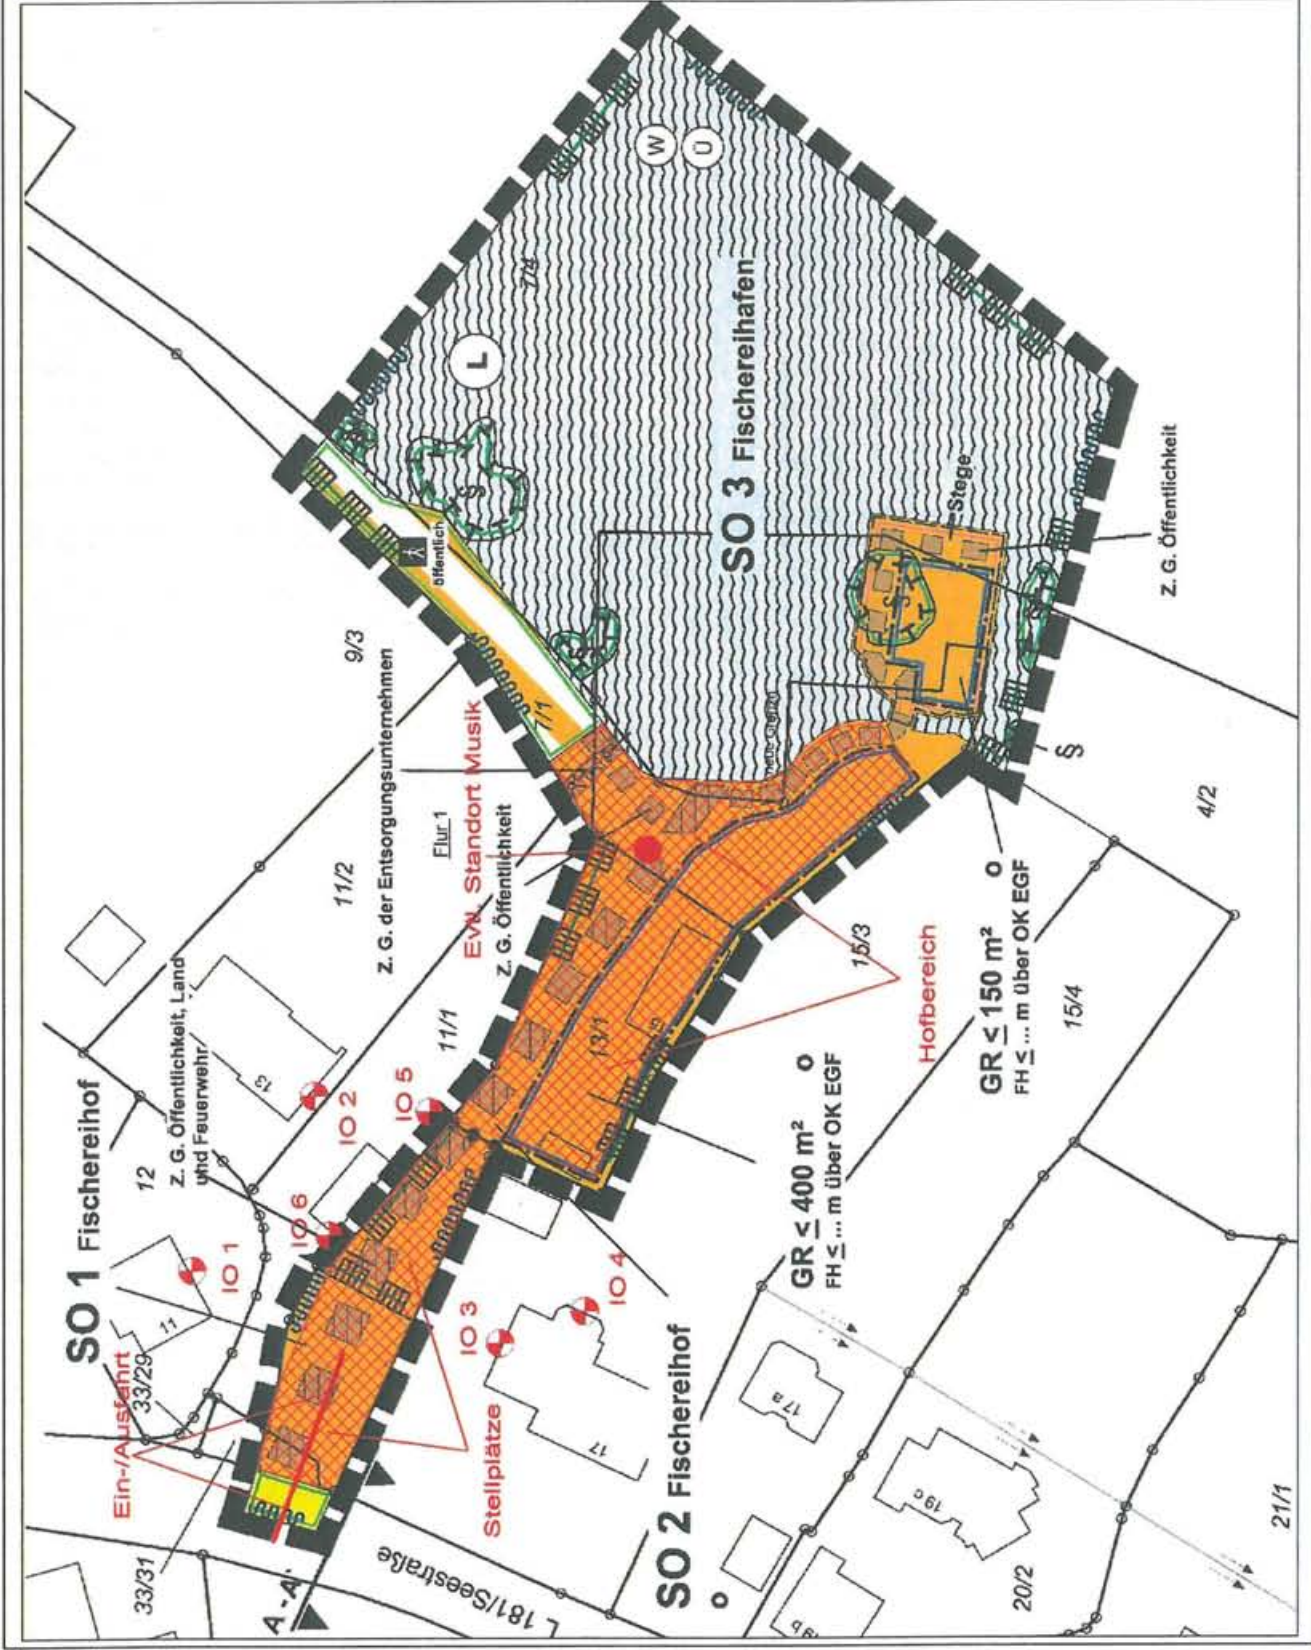 SO 1 Fischereihof
SO 2 Fischereihof
SO 3 Fischereihafen
Ein-/Ausfahrt
Stellplätze
Hofbereich
Evtl. Standort Musik
IO 1
IO 2
IO 3
IO 4
IO 5
IO 6
Z. G. Öffentlichkeit, Land
und Feuerwehr
Z. G. der Entsorgungsunternehmen
Flur 1
Z. G. Öffentlichkeit
Z. G. Öffentlichkeit
öffentlich
Stege
GR ≤ 400 m²
o
FH ≤ ... m über OK EGF
GR ≤ 150 m²
o
FH ≤ ... m über OK EGF
o
L 181/Seestraße
A - A'
L
W
Ü
§
§
§
§
33/31
33/29
11
12
13
11/1
11/2
9/3
7/1
7/4
13/1
15/3
15/4
4/2
17
17 a
19 b
19 c
20/2
21/1